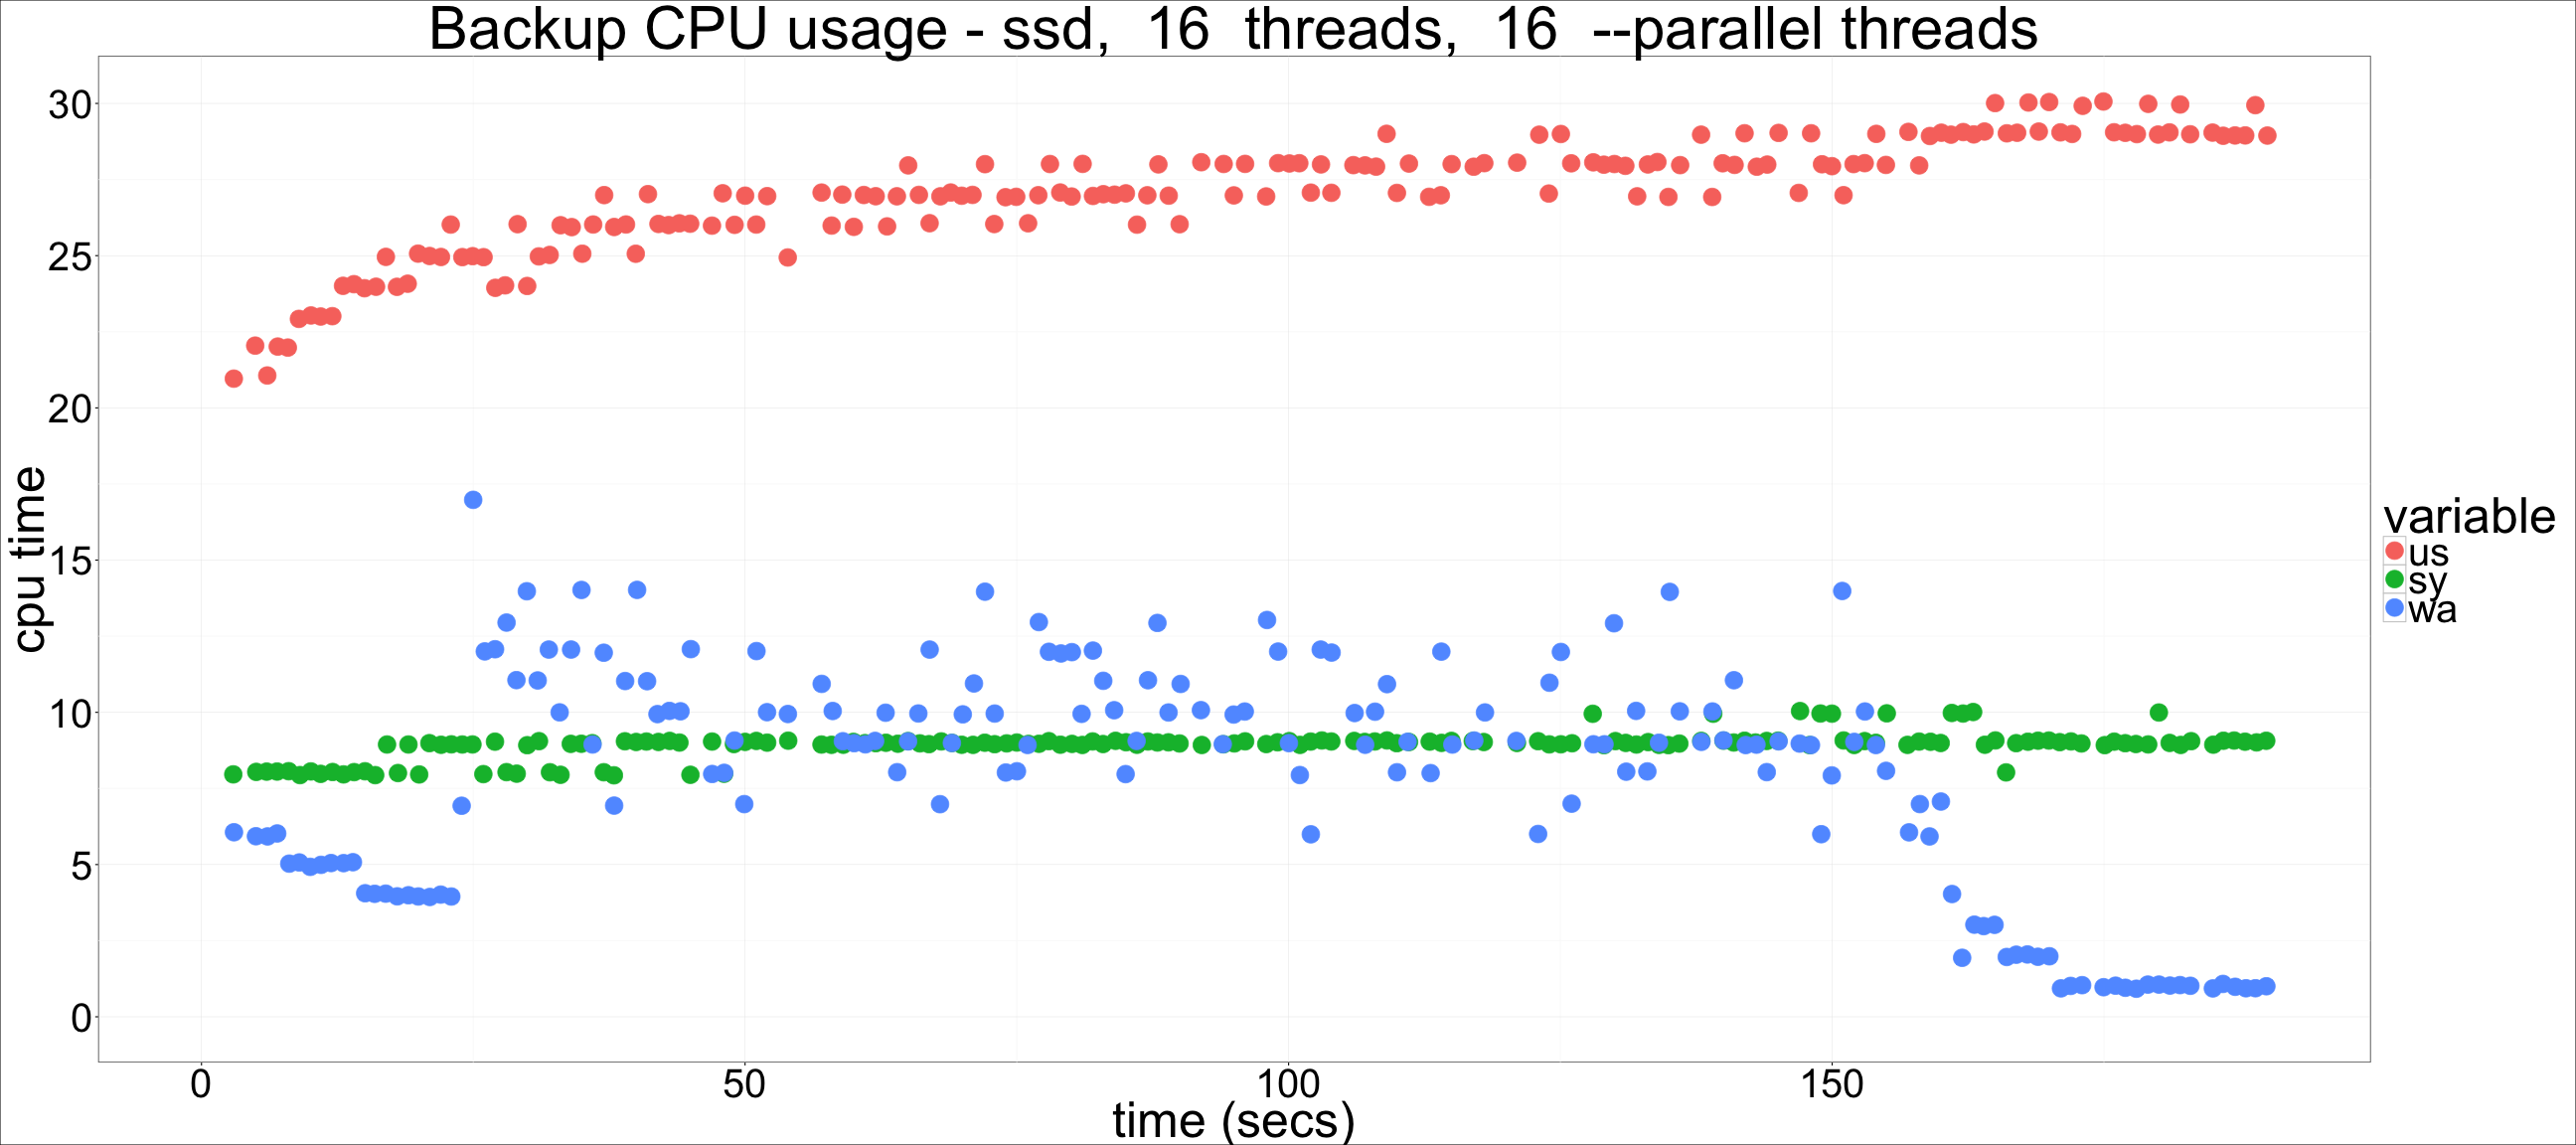 Backup CPU usage - ssd, 16 threads, 16 --parallel threads
cpu time
30
25
20
15
10
5
0
0 50 100 150
time (secs)
variable
us
sy
wa